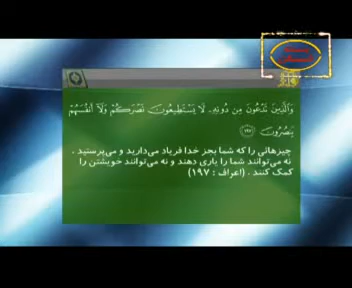 وَالَّذِينَ تَدْعُونَ مِن دُونِهِۦ لَا يَسْتَطِيعُونَ نَصْرَكُمْ وَلَآ أَنفُسَهُمْ
يَنصُرُونَ ﴿١٩٧﴾
چیزهائی را که شما بجز خدا فریاد می‌دارید و می‌پرستید ،
نه می‌توانند شما را یاری دهند و نه می‌توانند خویشتن را
کمک کنند . (اعراف : ۱۹۷)